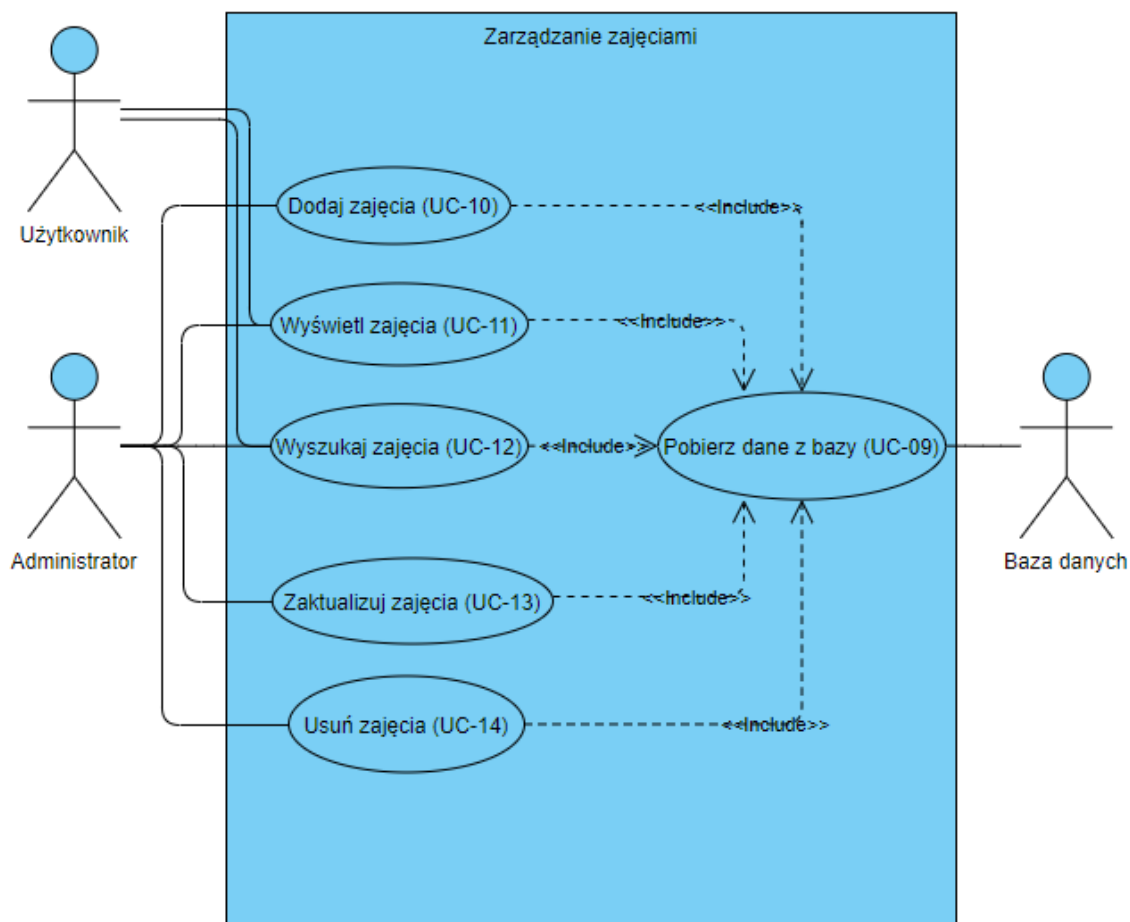 Zarządzanie zajęciami
Użytkownik
Dodaj zajęcia (UC-10)
<<Include>>
Wyświetl zajęcia (UC-11)
<<Include>>
Administrator
Wyszukaj zajęcia (UC-12)
<<Include>>
Pobierz dane z bazy (UC-09)
Baza danych
Zaktualizuj zajęcia (UC-13)
<<Include>>
Usuń zajęcia (UC-14)
<<Include>>